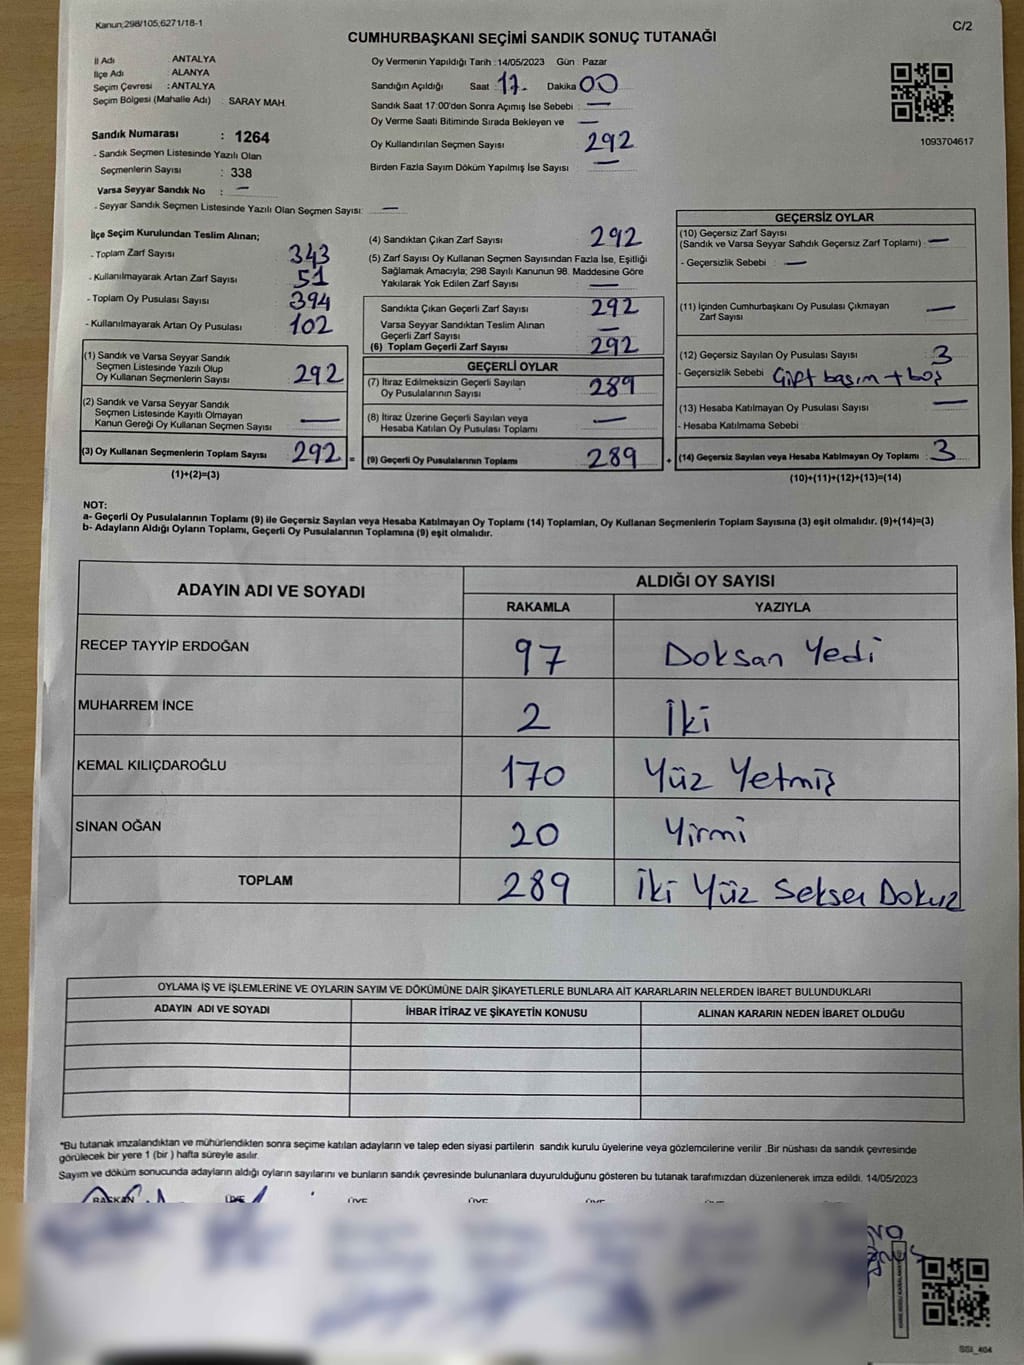 Kanun:298/105,6271/18-1
C/2
CUMHURBAŞKANI SEÇİMİ SANDIK SONUÇ TUTANAĞI
İl Adı : ANTALYA
İlçe Adı : ALANYA
Seçim Çevresi : ANTALYA
Seçim Bölgesi (Mahalle Adı) : SARAY MAH.
Sandık Numarası : 1264
- Sandık Seçmen Listesinde Yazılı Olan
Seçmenlerin Sayısı : 338
Varsa Seyyar Sandık No : —
- Seyyar Sandık Seçmen Listesinde Yazılı Olan Seçmen Sayısı: —
Oy Vermenin Yapıldığı Tarih : 14/05/2023 Gün : Pazar
Sandığın Açıldığı Saat : 17. Dakika 00
Sandık Saat 17:00'den Sonra Açımış İse Sebebi : —
Oy Verme Saati Bitiminde Sırada Bekleyen ve —
Oy Kullandırılan Seçmen Sayısı 292
Birden Fazla Sayım Döküm Yapılmış İse Sayısı : —
1093704617
İlçe Seçim Kurulundan Teslim Alınan;
- Toplam Zarf Sayısı : 343
- Kullanılmayarak Artan Zarf Sayısı : 51
- Toplam Oy Pusulası Sayısı : 394
- Kullanılmayarak Artan Oy Pusulası : 102
(1) Sandık ve Varsa Seyyar Sandık
Seçmen Listesinde Yazılı Olup
Oy Kullanan Seçmenlerin Sayısı : 292
(2) Sandık ve Varsa Seyyar Sandık
Seçmen Listesinde Kayıtlı Olmayan
Kanun Gereği Oy Kullanan Seçmen Sayısı : —
(3) Oy Kullanan Seçmenlerin Toplam Sayısı : 292 =
(1)+(2)=(3)
(4) Sandıktan Çıkan Zarf Sayısı : 292
(5) Zarf Sayısı Oy Kullanan Seçmen Sayısından Fazla İse, Eşitliği
Sağlamak Amacıyla; 298 Sayılı Kanunun 98. Maddesine Göre
Yakılarak Yok Edilen Zarf Sayısı : —
Sandıkta Çıkan Geçerli Zarf Sayısı : 292
Varsa Seyyar Sandıktan Teslim Alınan
Geçerli Zarf Sayısı : —
(6) Toplam Geçerli Zarf Sayısı : 292
GEÇERLİ OYLAR
(7) İtiraz Edilmeksizin Geçerli Sayılan
Oy Pusulalarının Sayısı : 289
(8) İtiraz Üzerine Geçerli Sayılan veya
Hesaba Katılan Oy Pusulası Toplamı : —
(9) Geçerli Oy Pusulalarının Toplamı : 289 +
GEÇERSİZ OYLAR
(10) Geçersiz Zarf Sayısı
(Sandık ve Varsa Seyyar Sandık Geçersiz Zarf Toplamı) : —
- Geçersizlik Sebebi : —
(11) İçinden Cumhurbaşkanı Oy Pusulası Çıkmayan
Zarf Sayısı : —
(12) Geçersiz Sayılan Oy Pusulası Sayısı : 3
- Geçersizlik Sebebi : Çift basım + boş
(13) Hesaba Katılmayan Oy Pusulası Sayısı : —
- Hesaba Katılmama Sebebi :
(14) Geçersiz Sayılan veya Hesaba Katılmayan Oy Toplamı : 3
(10)+(11)+(12)+(13)=(14)
NOT:
a- Geçerli Oy Pusulalarının Toplamı (9) ile Geçersiz Sayılan veya Hesaba Katılmayan Oy Toplamı (14) Toplamları, Oy Kullanan Seçmenlerin Toplam Sayısına (3) eşit olmalıdır. (9)+(14)=(3)
b- Adayların Aldığı Oyların Toplamı, Geçerli Oy Pusulalarının Toplamına (9) eşit olmalıdır.
ADAYIN ADI VE SOYADI
ALDIĞI OY SAYISI
RAKAMLA YAZIYLA
RECEP TAYYİP ERDOĞAN 97 Doksan Yedi
MUHARREM İNCE 2 İki
KEMAL KILIÇDAROĞLU 170 Yüz Yetmiş
SİNAN OĞAN 20 Yirmi
TOPLAM 289 İki Yüz Seksen Dokuz
OYLAMA İŞ VE İŞLEMLERİNE VE OYLARIN SAYIM VE DÖKÜMÜNE DAİR ŞİKAYETLERLE BUNLARA AİT KARARLARIN NELERDEN İBARET BULUNDUKLARI
ADAYIN ADI VE SOYADI İHBAR İTİRAZ VE ŞİKAYETİN KONUSU ALINAN KARARIN NEDEN İBARET OLDUĞU
*Bu tutanak imzalandıktan ve mühürlendikten sonra seçime katılan adayların ve talep eden siyasi partilerin sandık kurulu üyelerine veya gözlemcilerine verilir. Bir nüshası da sandık çevresinde
görülecek bir yere 1 (bir ) hafta süreyle asılır.
Sayım ve döküm sonucunda adayların aldığı oyların sayılarını ve bunların sandık çevresinde bulunanlara duyurulduğunu gösteren bu tutanak tarafımızdan düzenlenerek imza edildi. 14/05/2023
BAŞKAN ÜYE ÜYE ÜYE ÜYE
SSI_404